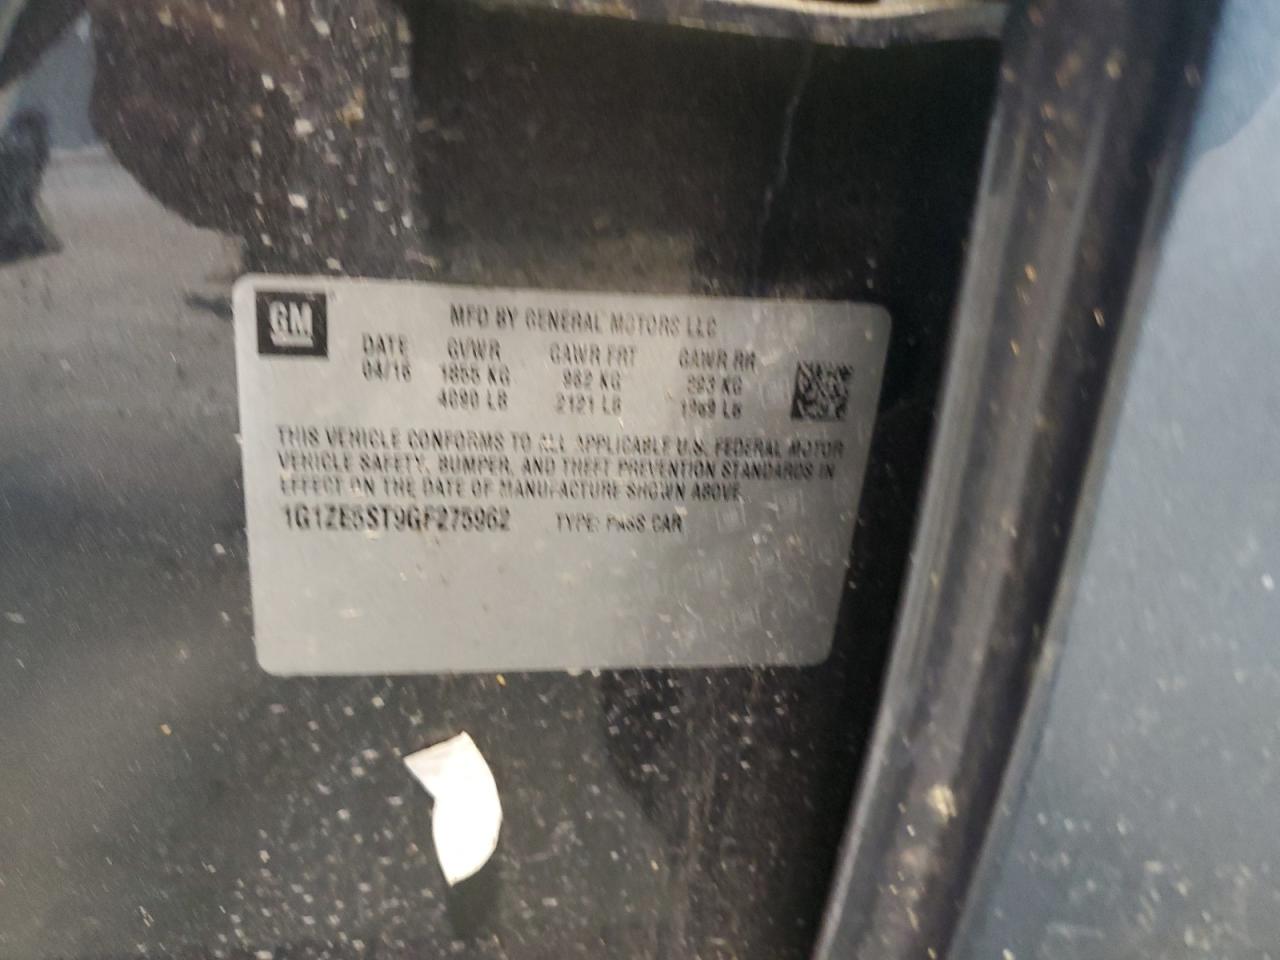 GM
MFD BY GENERAL MOTORS LLC
DATE GVWR GAWR FRT GAWR RR
04/16 1855 KG 962 KG 893 KG
4090 LB 2121 LB 1969 LB
THIS VEHICLE CONFORMS TO ALL APPLICABLE U.S. FEDERAL MOTOR
VEHICLE SAFETY, BUMPER, AND THEFT PREVENTION STANDARDS IN
EFFECT ON THE DATE OF MANUFACTURE SHOWN ABOVE.
1G1ZE5ST9GF275962 TYPE: PASS CAR